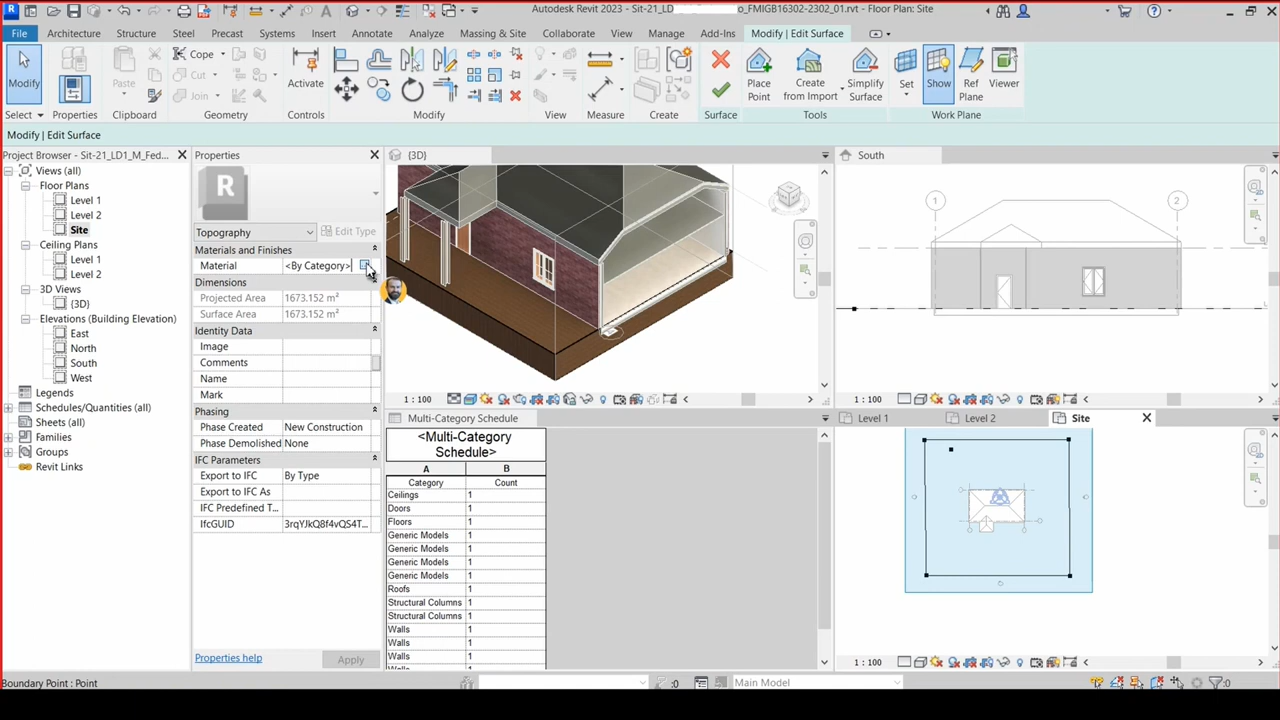 Autodesk Revit 2023 - Sit-21_LD
o_FMIGB16302-2302_01.rvt - Floor Plan: Site
File Architecture Structure Steel Precast Systems Insert Annotate Analyze Massing & Site Collaborate View Manage Add-Ins Modify | Edit Surface
Modify Paste Cope Cut Join Activate Place Point Create from Import Simplify Surface Set Show Ref Plane Viewer
Select Properties Clipboard Geometry Controls Modify View Measure Create Surface Tools Work Plane
Modify | Edit Surface
Project Browser - Sit-21_LD1_M_Fed...
Views (all)
Floor Plans
Level 1
Level 2
Site
Ceiling Plans
Level 1
Level 2
3D Views
{3D}
Elevations (Building Elevation)
East
North
South
West
Legends
Schedules/Quantities (all)
Sheets (all)
Families
Groups
Revit Links
Properties
R
Topography Edit Type
Materials and Finishes
Material <By Category>
Dimensions
Projected Area 1673.152 m²
Surface Area 1673.152 m²
Identity Data
Image
Comments
Name
Mark
Phasing
Phase Created New Construction
Phase Demolished None
IFC Parameters
Export to IFC By Type
Export to IFC As
IFC Predefined T...
IfcGUID 3rqYJkQ8f4vQS4T...
Properties help Apply
{3D}
1 : 100
South
1 2
1 : 100
Multi-Category Schedule
<Multi-Category Schedule>
A B
Category Count
Ceilings 1
Doors 1
Floors 1
Generic Models 1
Generic Models 1
Generic Models 1
Generic Models 1
Roofs 1
Structural Columns 1
Structural Columns 1
Walls 1
Walls 1
Walls 1
Walls 1
Level 1 Level 2 Site
1 : 100
Boundary Point : Point
:0 Main Model :0